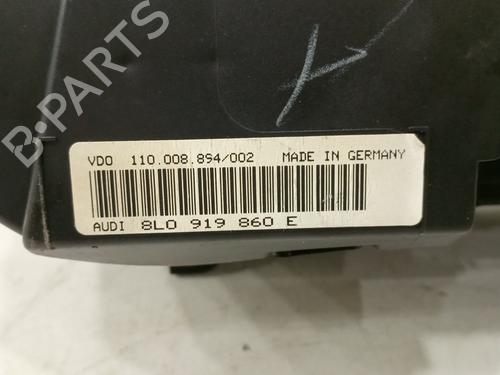 B-PARTS
VDO 110.008.894/002 MADE IN GERMANY
AUDI 8L0 919 860 E